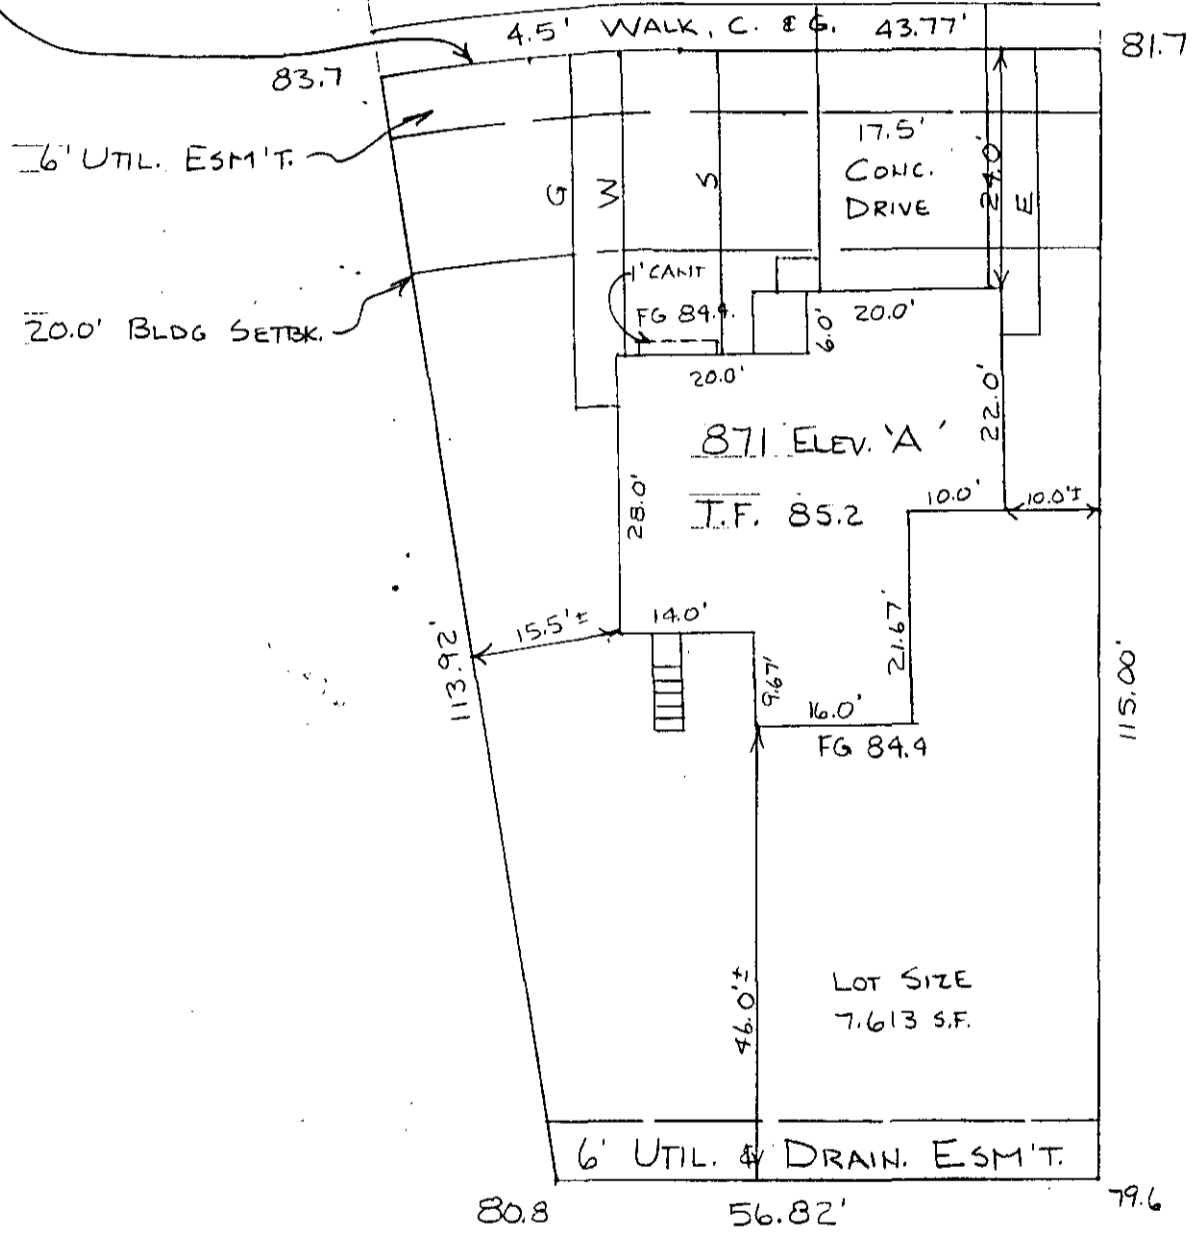 4.5' WALK, C. & G. 43.77'
81.7
83.7
6' UTIL. ESM'T.
17.5'
CONC.
DRIVE
24.0'
G
W
S
E
1' CANT
FG 84.4
20.0' BLDG SETBK.
6.0'
20.0'
20.0'
22.0'
871 ELEV. 'A'
T.F. 85.2
28.0'
10.0'
10.0'±
15.5'±
14.0'
9.67'
21.67'
16.0'
FG 84.4
113.92'
115.00'
46.0'±
LOT SIZE
7.613 S.F.
6' UTIL. & DRAIN. ESM'T.
80.8
56.82'
79.6